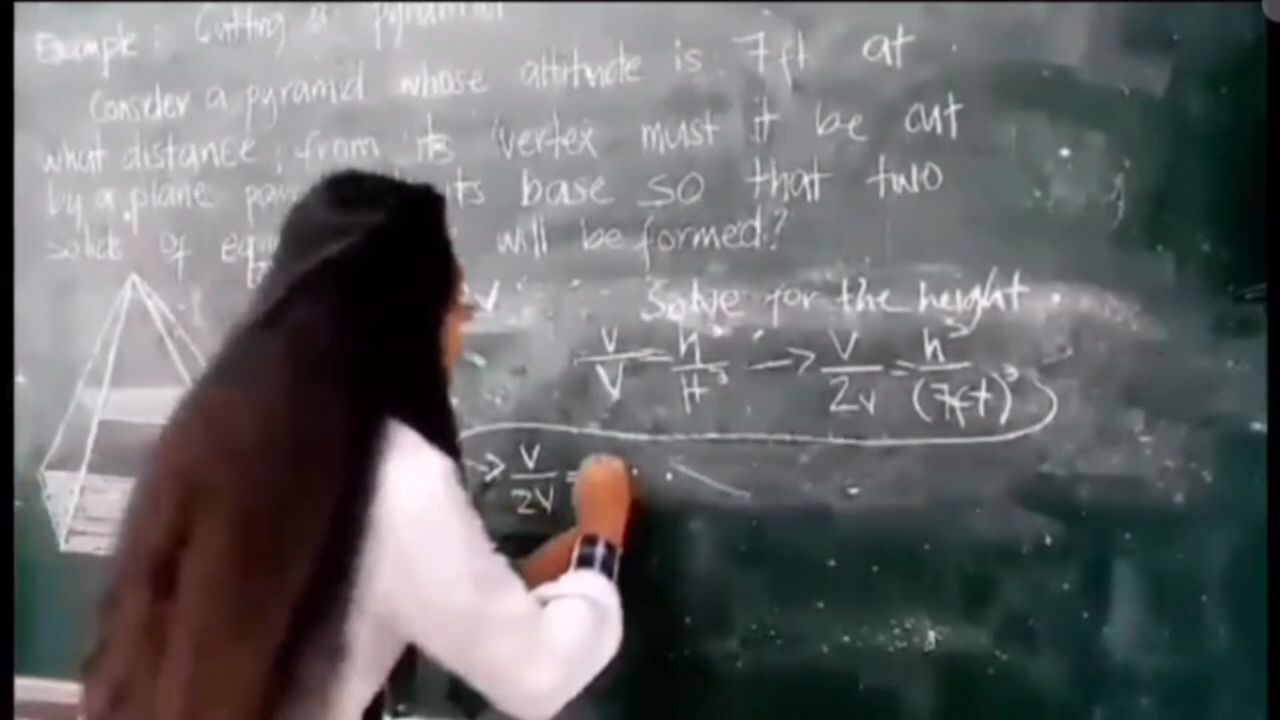 Example: Cutting a pyramid
Consider a pyramid whose altitude is 7ft at
what distance, from its vertex must it be cut
by a plane its base so that two
of will be formed?
V Solve for the height
V/V = h³/H³ → V/2V = h³/(7ft)³
→ V/2V =